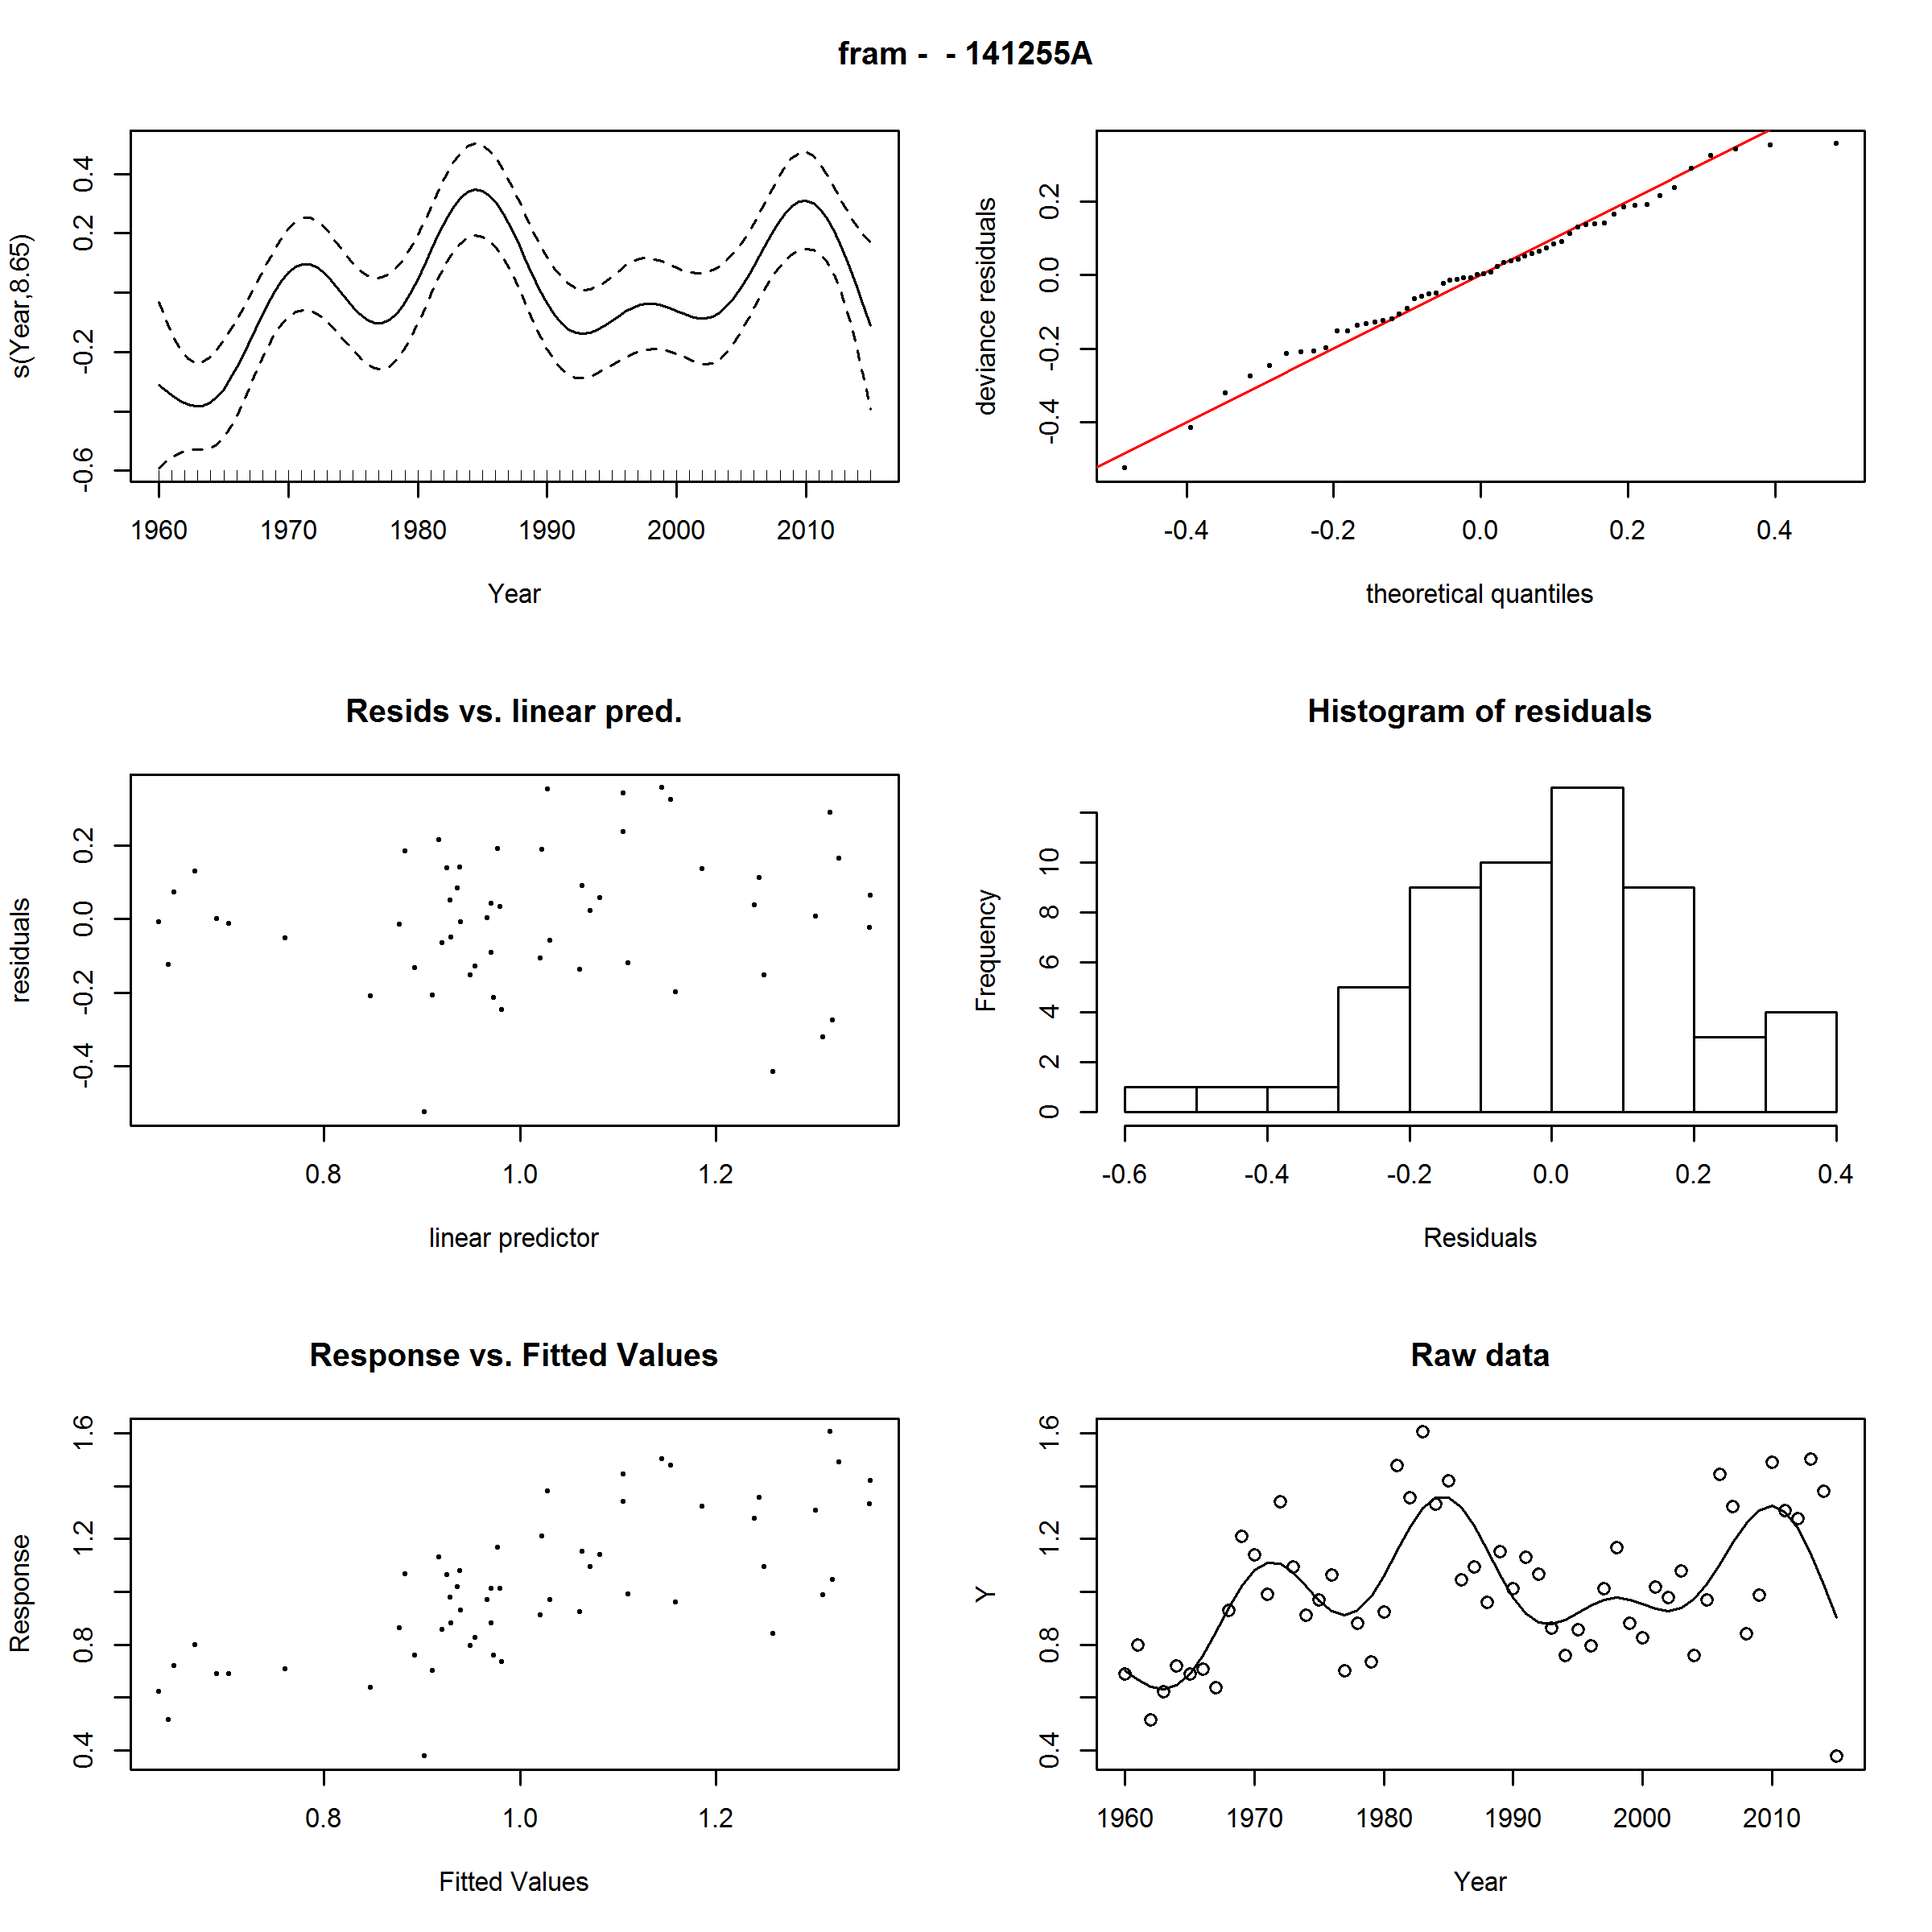 fram -  - 141255A
s(Year,8.65)
-0.6 -0.2 0.2 0.4
1960 1970 1980 1990 2000 2010
Year
deviance residuals
-0.4 -0.2 0.0 0.2
-0.4 -0.2 0.0 0.2 0.4
theoretical quantiles
Resids vs. linear pred.
residuals
-0.4 -0.2 0.0 0.2
0.8 1.0 1.2
linear predictor
Histogram of residuals
Frequency
0 2 4 6 8 10
-0.6 -0.4 -0.2 0.0 0.2 0.4
Residuals
Response vs. Fitted Values
Response
0.4 0.8 1.2 1.6
0.8 1.0 1.2
Fitted Values
Raw data
Y
0.4 0.8 1.2 1.6
1960 1970 1980 1990 2000 2010
Year